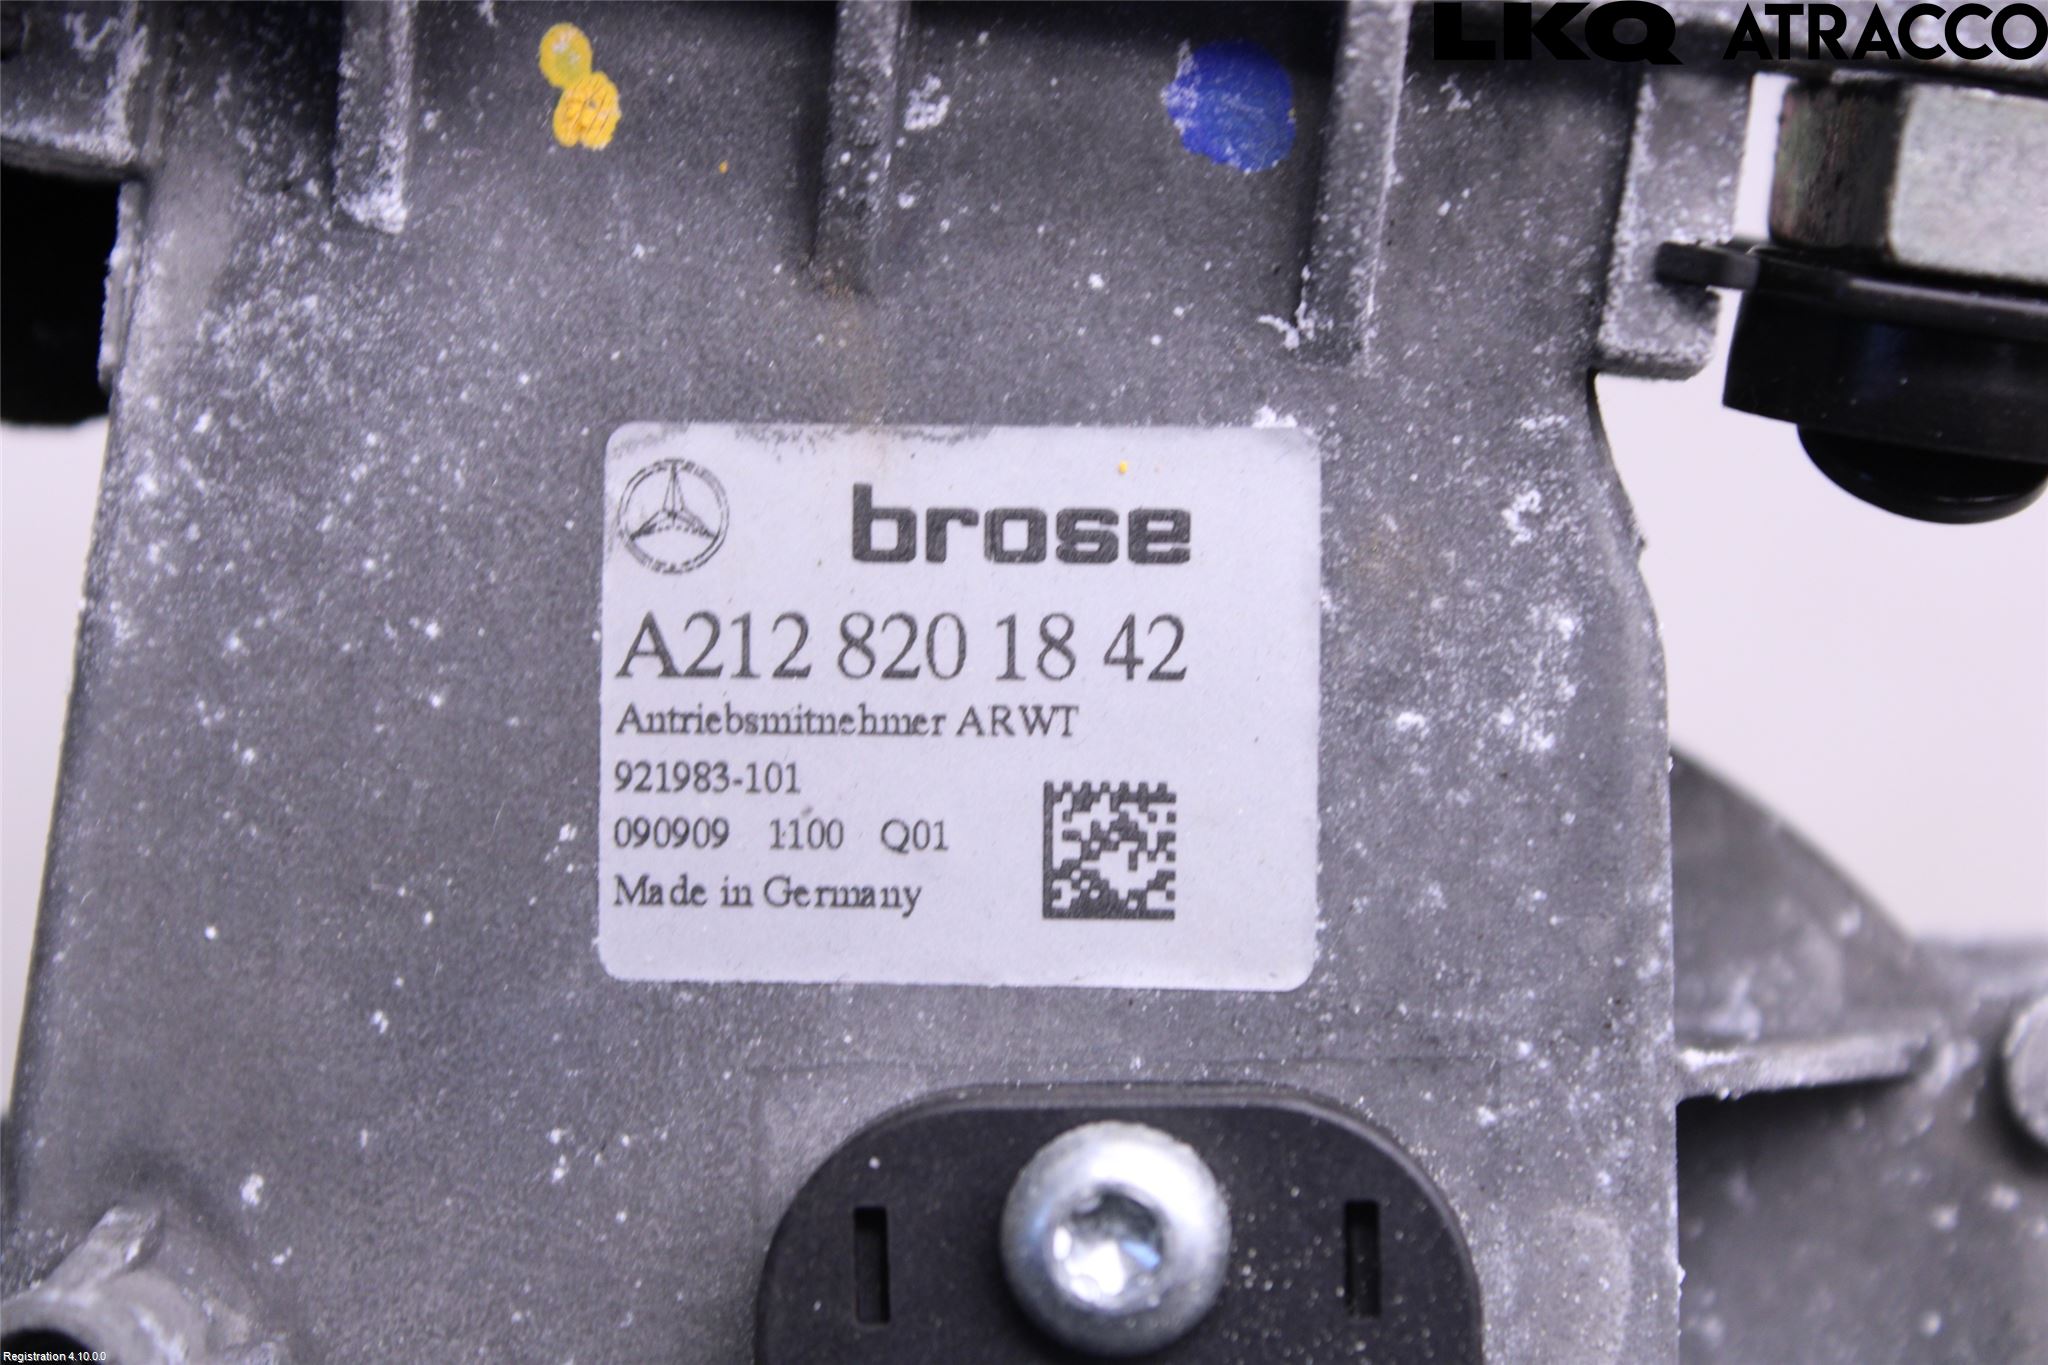 LKQ ATRACCO
brose
A212 820 18 42
Antriebsmitnehmer ARWT
921983-101
090909 1100 Q01
Made in Germany
Registration 4.10.0.0